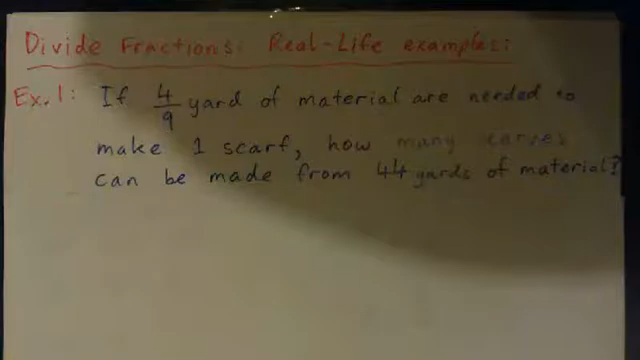 Divide Fractions: Real-Life examples:
Ex. 1: If 4/9 yard of material are needed to
make 1 scarf, how many scarves
can be made from 44 yards of material?